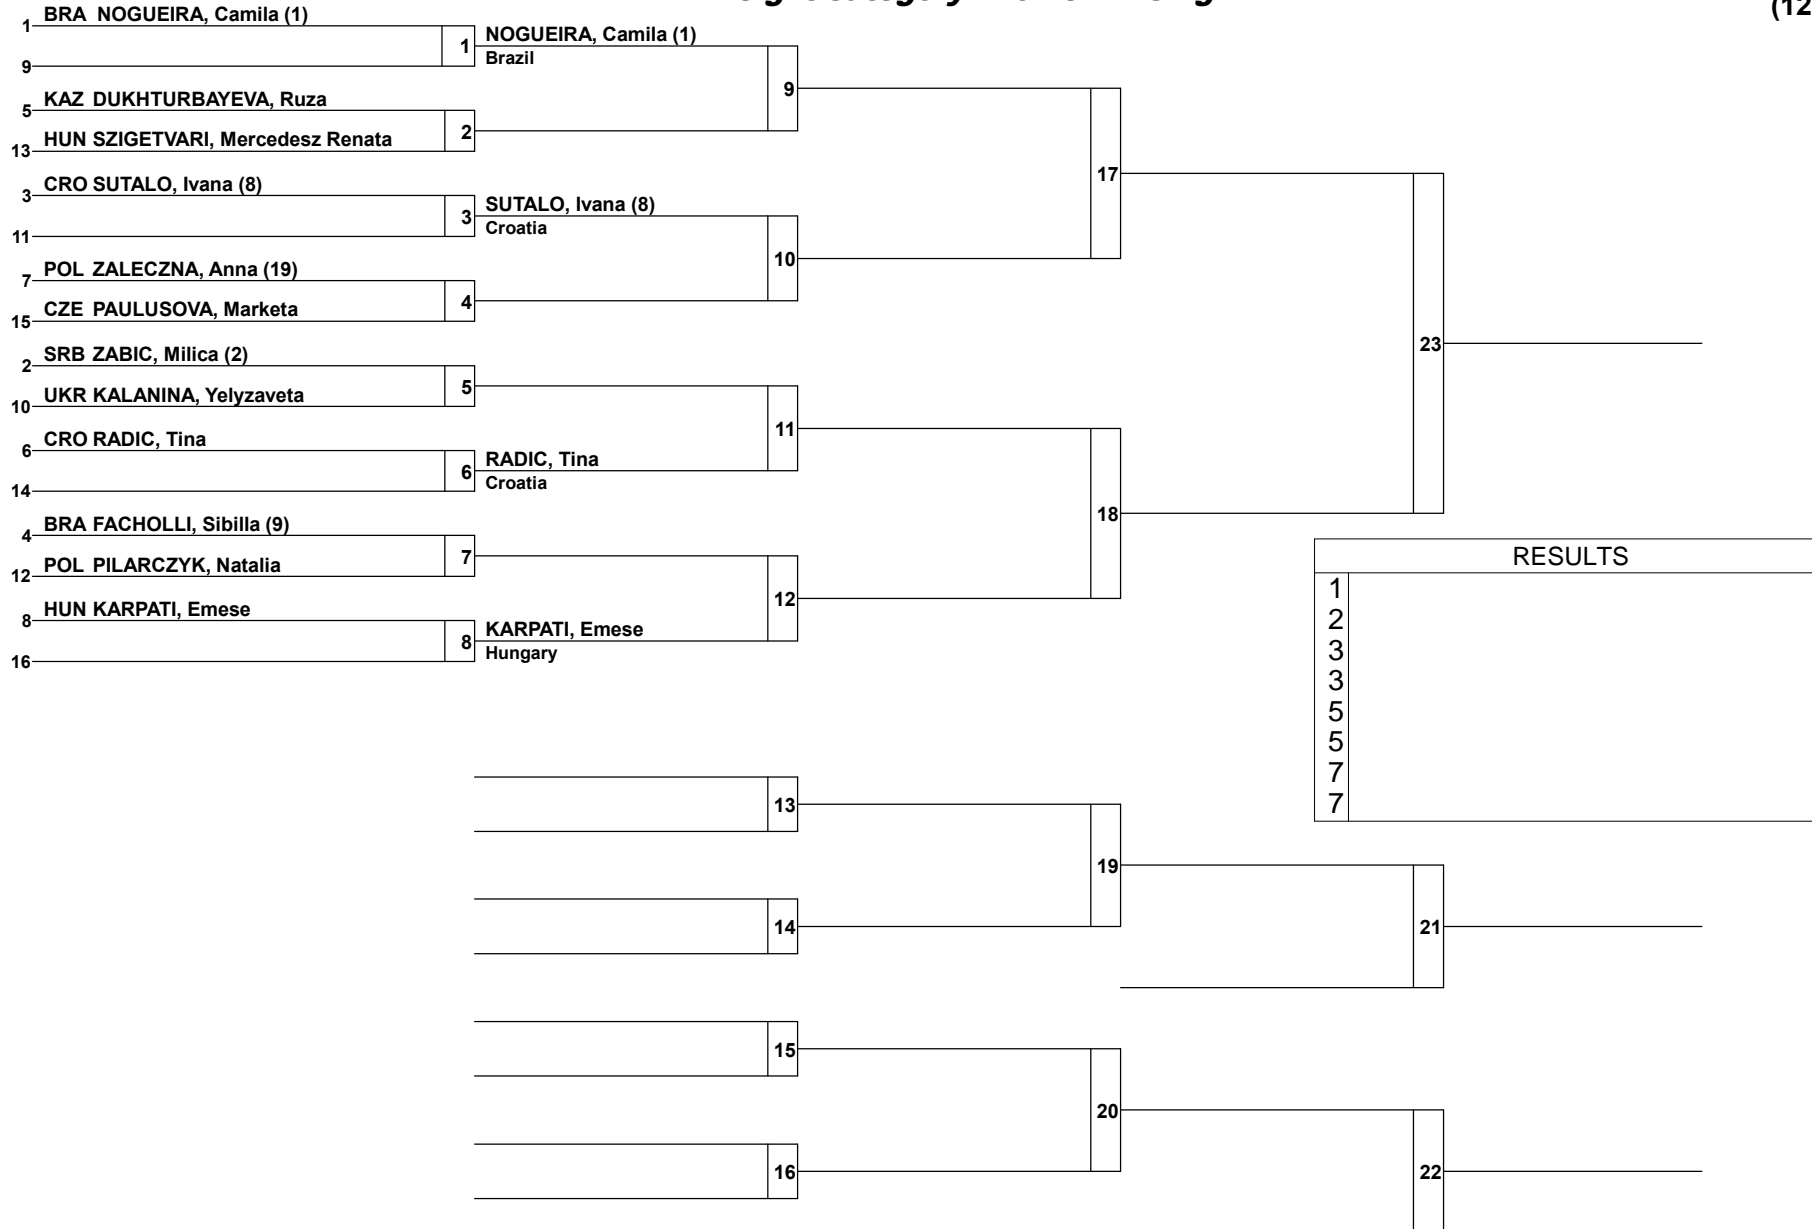 (12
1 BRA NOGUEIRA, Camila (1)
1 NOGUEIRA, Camila (1)
Brazil
9
9
5 KAZ DUKHTURBAYEVA, Ruza
2
13 HUN SZIGETVARI, Mercedesz Renata
17
3 CRO SUTALO, Ivana (8)
3 SUTALO, Ivana (8)
Croatia
11
10
7 POL ZALECZNA, Anna (19)
4
15 CZE PAULUSOVA, Marketa
23
2 SRB ZABIC, Milica (2)
5
10 UKR KALANINA, Yelyzaveta
11
6 CRO RADIC, Tina
6 RADIC, Tina
Croatia
14
18
4 BRA FACHOLLI, Sibilla (9)
7
12 POL PILARCZYK, Natalia
12
8 HUN KARPATI, Emese
8 KARPATI, Emese
Hungary
16
RESULTS
1
2
3
3
5
5
7
7
13
19
14
21
15
20
16
22